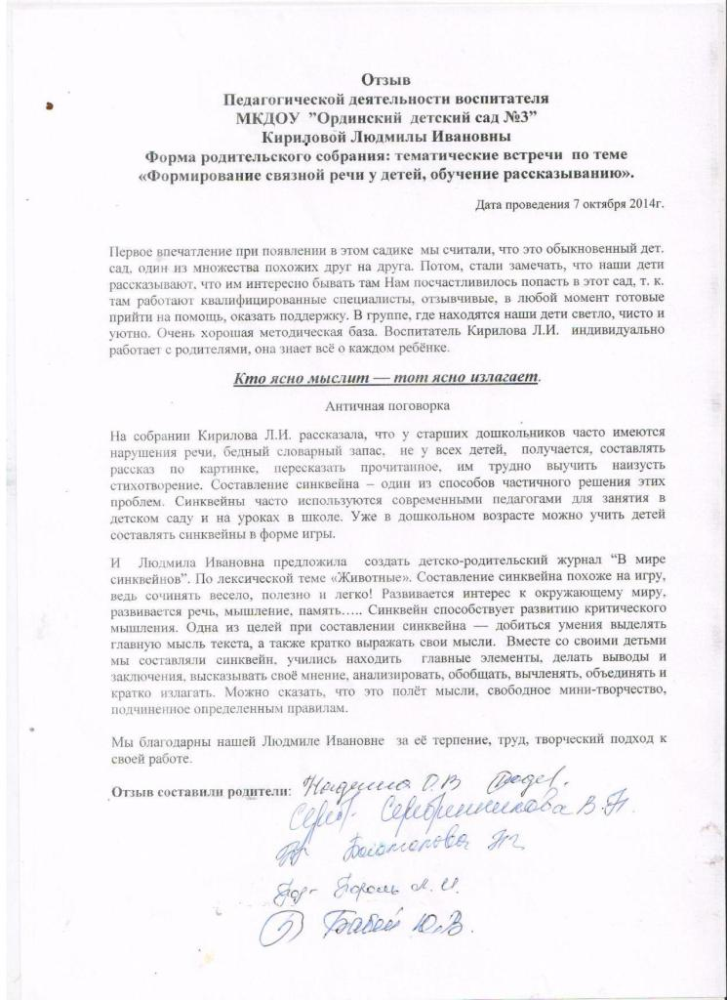 Отзыв
Педагогической деятельности воспитателя
МКДОУ ”Ординский детский сад №3”
Кириловой Людмилы Ивановны
Форма родительского собрания: тематические встречи по теме
«Формирование связной речи у детей, обучение рассказыванию».
Дата проведения 7 октября 2014г.
Первое впечатление при появлении в этом садике мы считали, что это обыкновенный дет.
сад, один из множества похожих друг на друга. Потом, стали замечать, что наши дети
рассказывают, что им интересно бывать там Нам посчастливилось попасть в этот сад, т. к.
там работают квалифицированные специалисты, отзывчивые, в любой момент готовые
прийти на помощь, оказать поддержку. В группе, где находятся наши дети светло, чисто и
уютно. Очень хорошая методическая база. Воспитатель Кирилова Л.И. индивидуально
работает с родителями, она знает всё о каждом ребёнке.
Кто ясно мыслит — тот ясно излагает.
Античная поговорка
На собрании Кирилова Л.И. рассказала, что у старших дошкольников часто имеются
нарушения речи, бедный словарный запас, не у всех детей, получается, составлять
рассказ по картинке, пересказать прочитанное, им трудно выучить наизусть
стихотворение. Составление синквейна – один из способов частичного решения этих
проблем. Синквейны часто используются современными педагогами для занятия в
детском саду и на уроках в школе. Уже в дошкольном возрасте можно учить детей
составлять синквейны в форме игры.
И Людмила Ивановна предложила создать детско-родительский журнал “В мире
синквейнов”. По лексической теме «Животные». Составление синквейна похоже на игру,
ведь сочинять весело, полезно и легко! Развивается интерес к окружающему миру,
развивается речь, мышление, память….. Синквейн способствует развитию критического
мышления. Одна из целей при составлении синквейна — добиться умения выделять
главную мысль текста, а также кратко выражать свои мысли. Вместе со своими детьми
мы составляли синквейн, учились находить главные элементы, делать выводы и
заключения, высказывать своё мнение, анализировать, обобщать, вычленять, объединять и
кратко излагать. Можно сказать, что это полёт мысли, свободное мини-творчество,
подчиненное определенным правилам.
Мы благодарны нашей Людмиле Ивановне за её терпение, труд, творческий подход к
своей работе.
Отзыв составили родители: О.В
Серебренникова В.Н.
Бабей Ю.В.